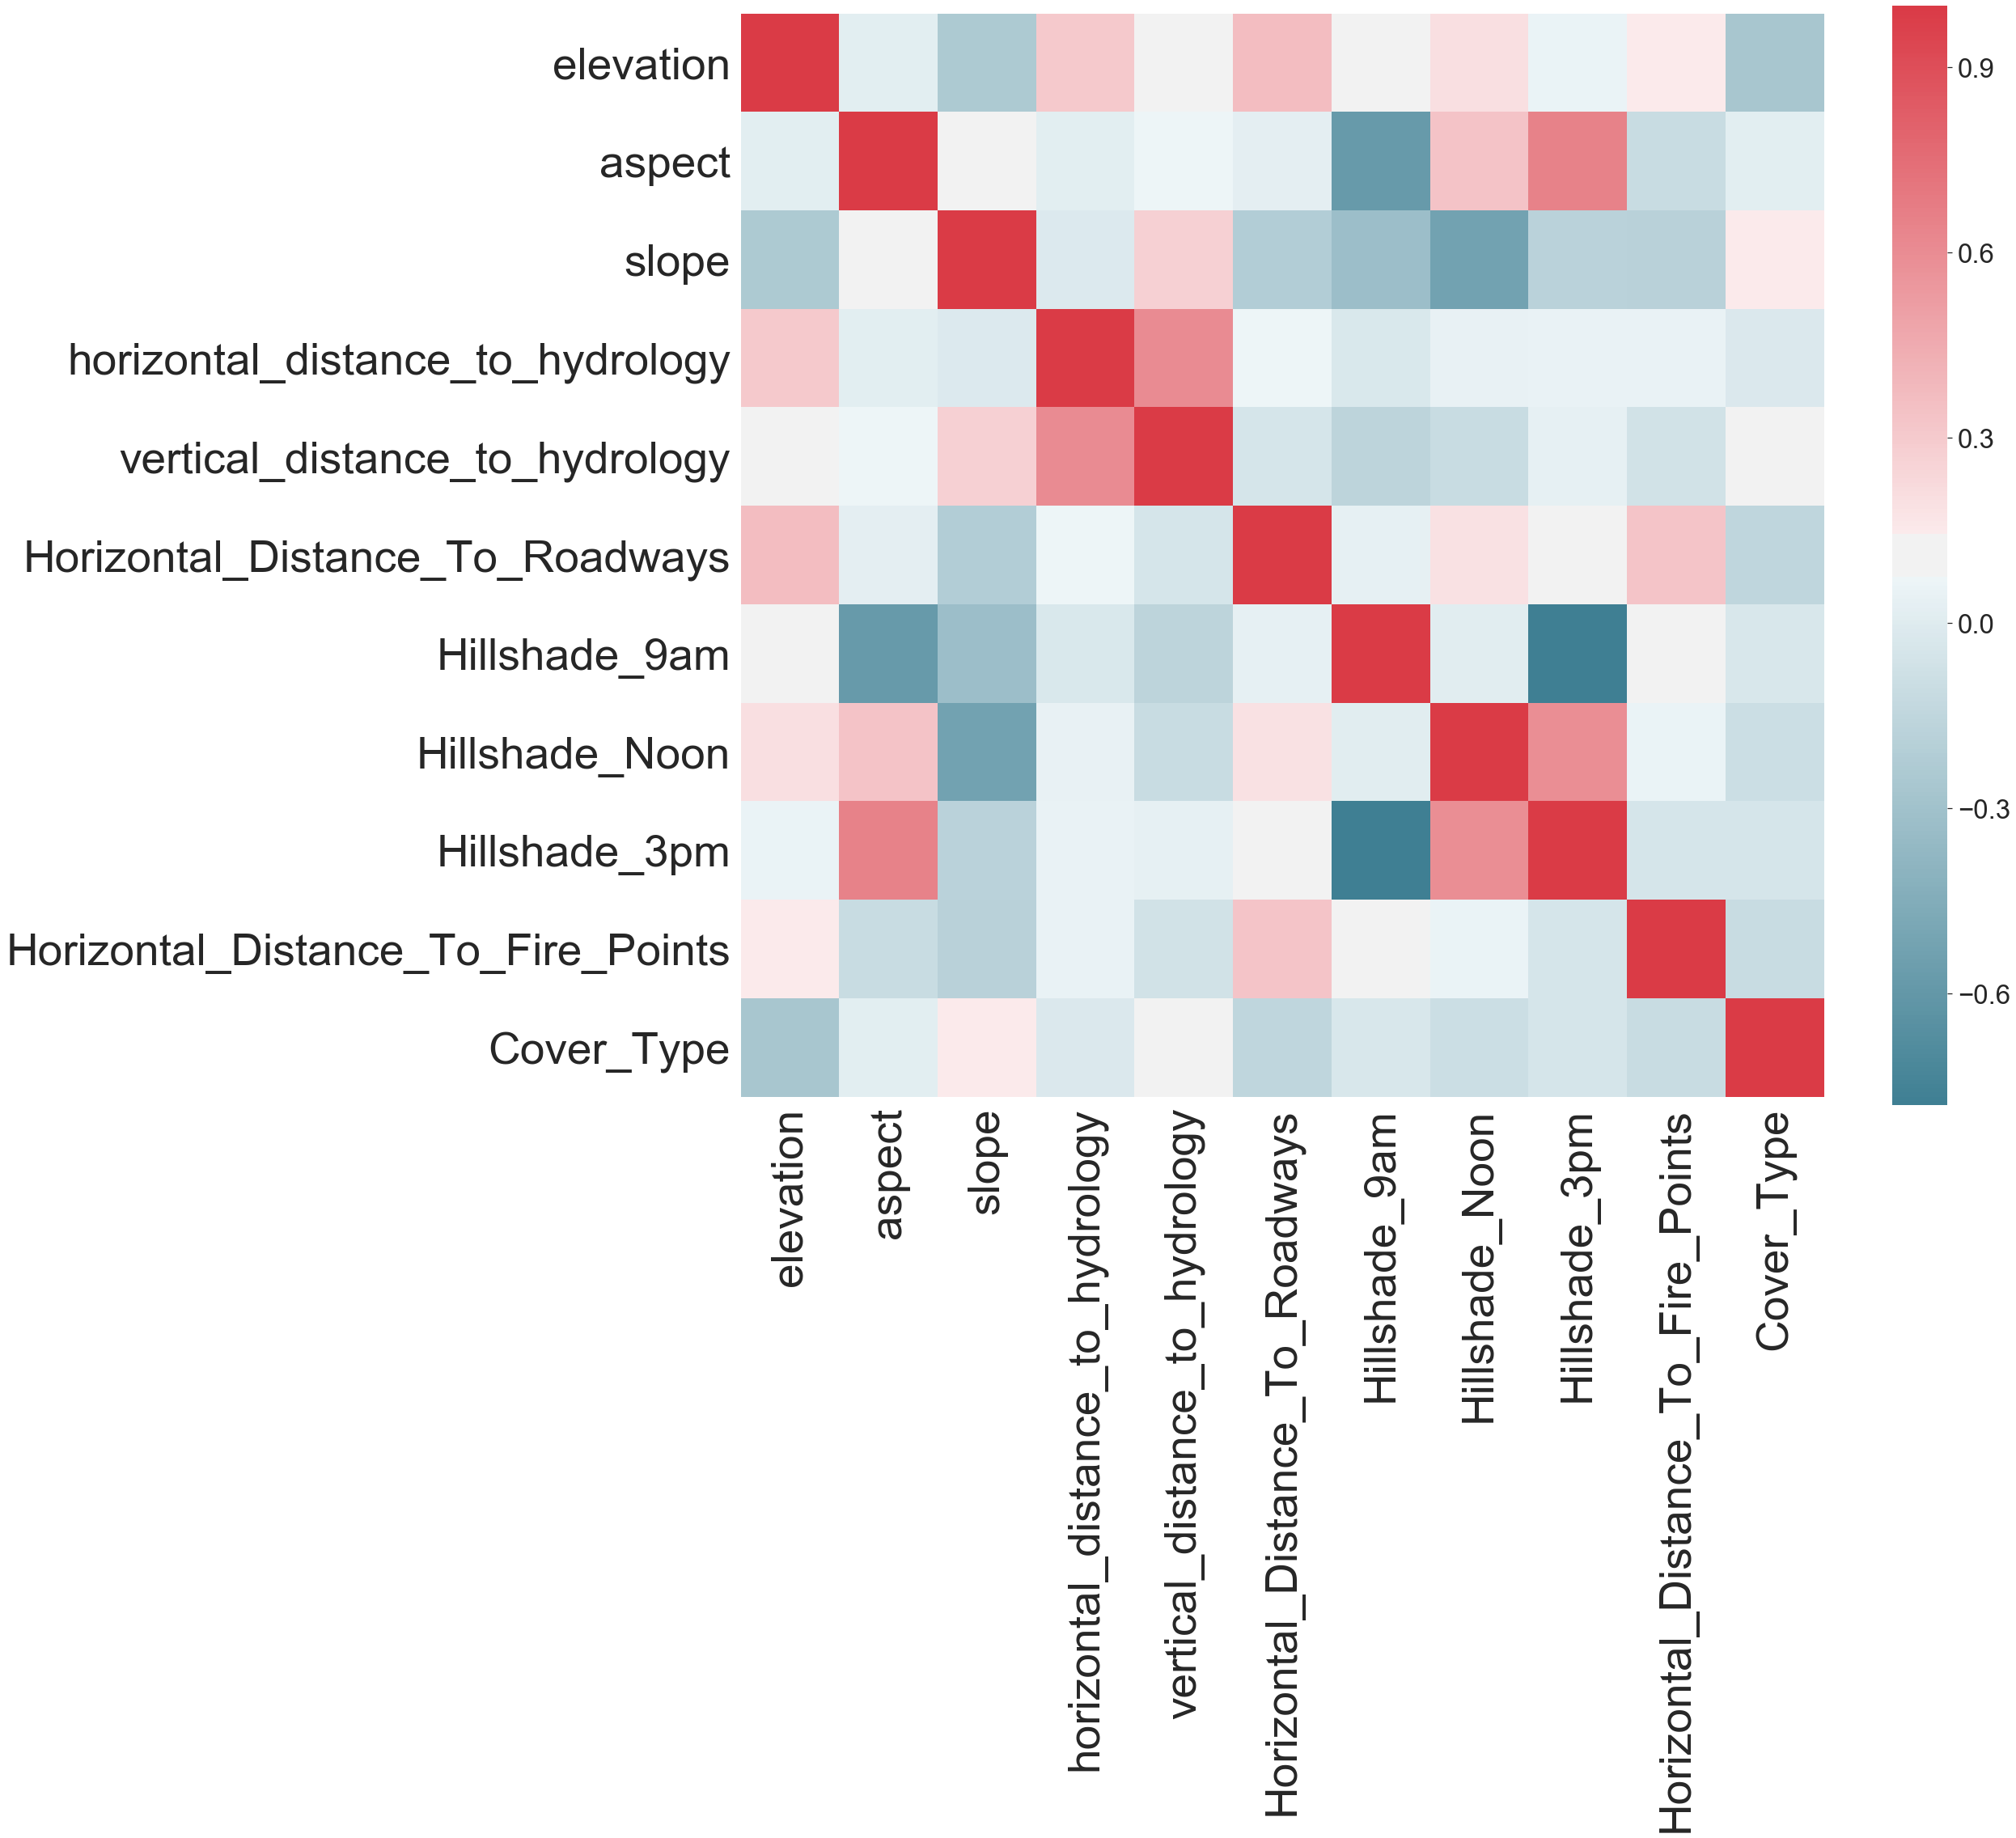 elevation
aspect
slope
horizontal_distance_to_hydrology
vertical_distance_to_hydrology
Horizontal_Distance_To_Roadways
Hillshade_9am
Hillshade_Noon
Hillshade_3pm
Horizontal_Distance_To_Fire_Points
Cover_Type
elevation
aspect
slope
horizontal_distance_to_hydrology
vertical_distance_to_hydrology
Horizontal_Distance_To_Roadways
Hillshade_9am
Hillshade_Noon
Hillshade_3pm
Horizontal_Distance_To_Fire_Points
Cover_Type
0.9
0.6
0.3
0.0
−0.3
−0.6